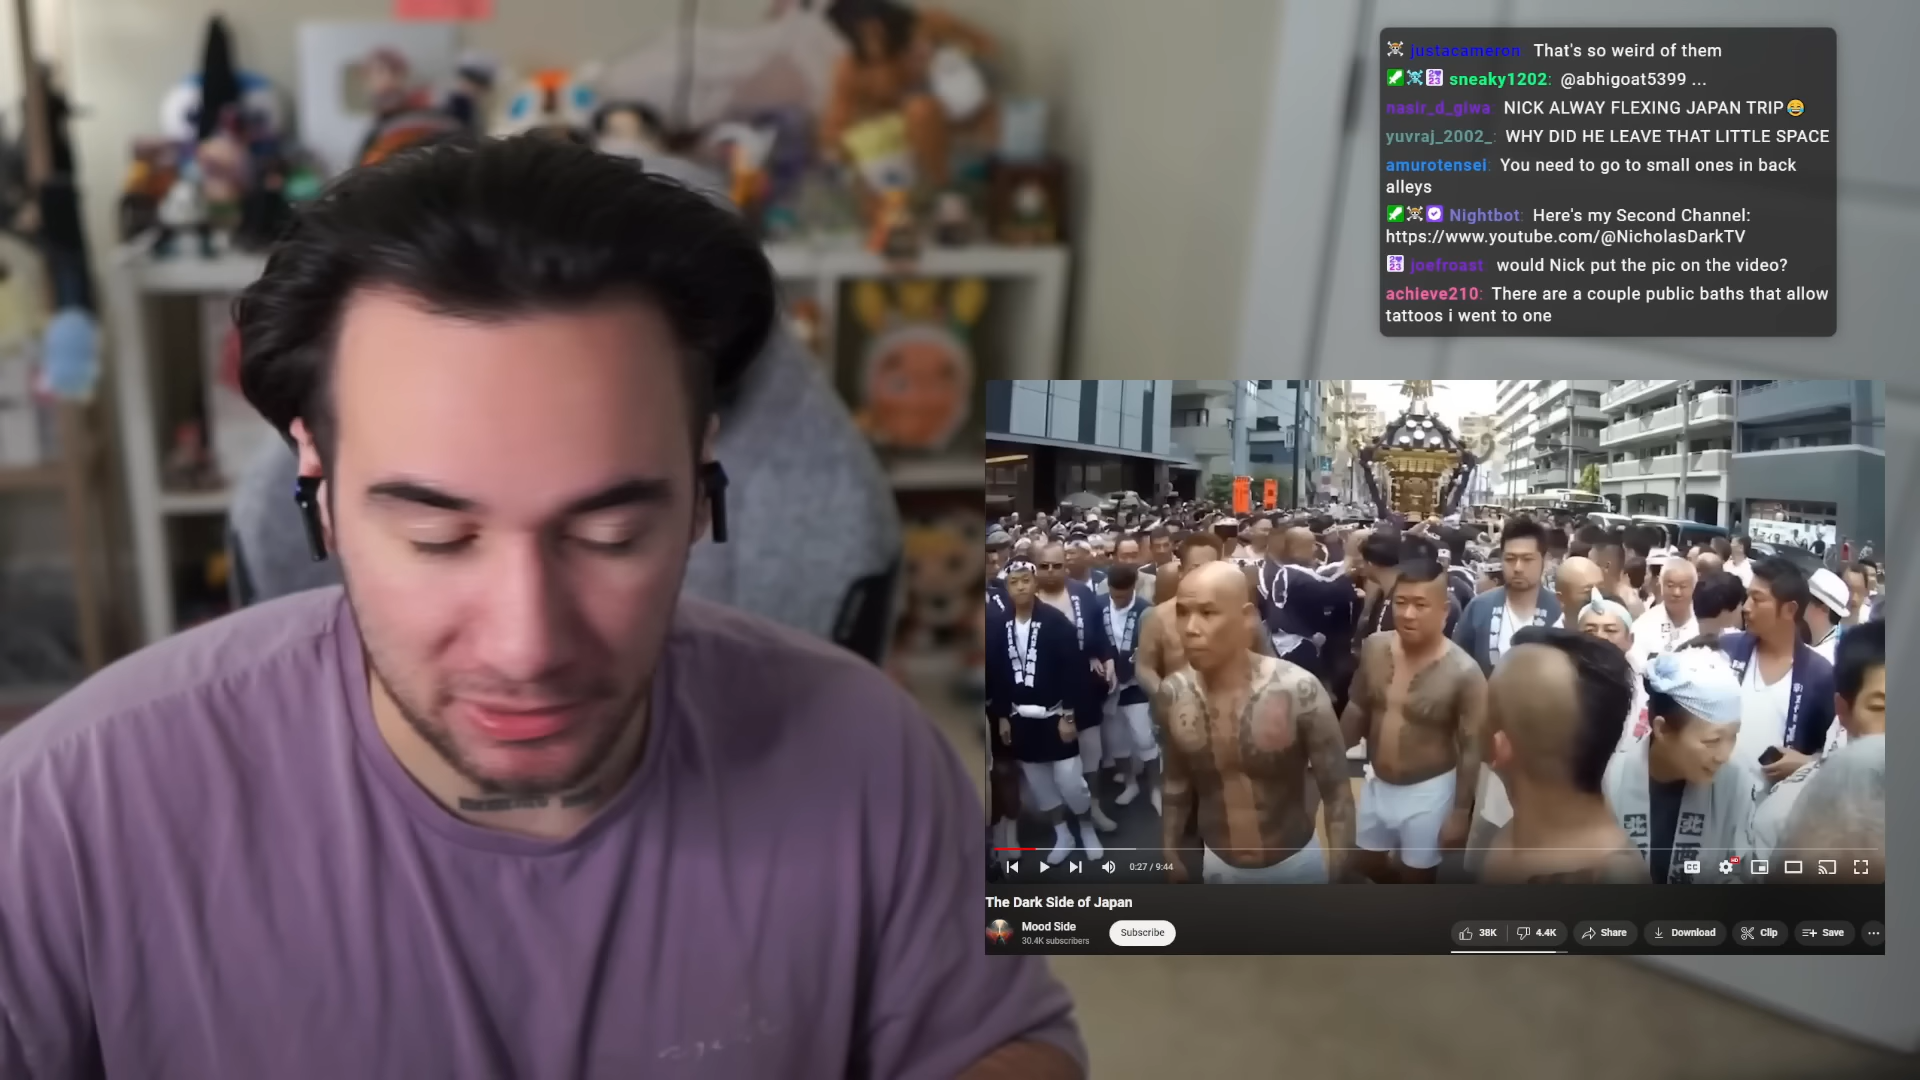 justacameron That's so weird of them
sneaky1202: @abhigoat5399 ...
nasir_d_giwa: NICK ALWAY FLEXING JAPAN TRIP😂
yuvraj_2002_: WHY DID HE LEAVE THAT LITTLE SPACE
amurotensei: You need to go to small ones in back
alleys
Nightbot: Here's my Second Channel:
https://www.youtube.com/@NicholasDarkTV
joefroast would Nick put the pic on the video?
achieve210: There are a couple public baths that allow
tattoos i went to one
0:27 / 9:44
CC
HD
The Dark Side of Japan
Mood Side
30.4K subscribers
Subscribe
38K
4.4K
Share
Download
Clip
Save